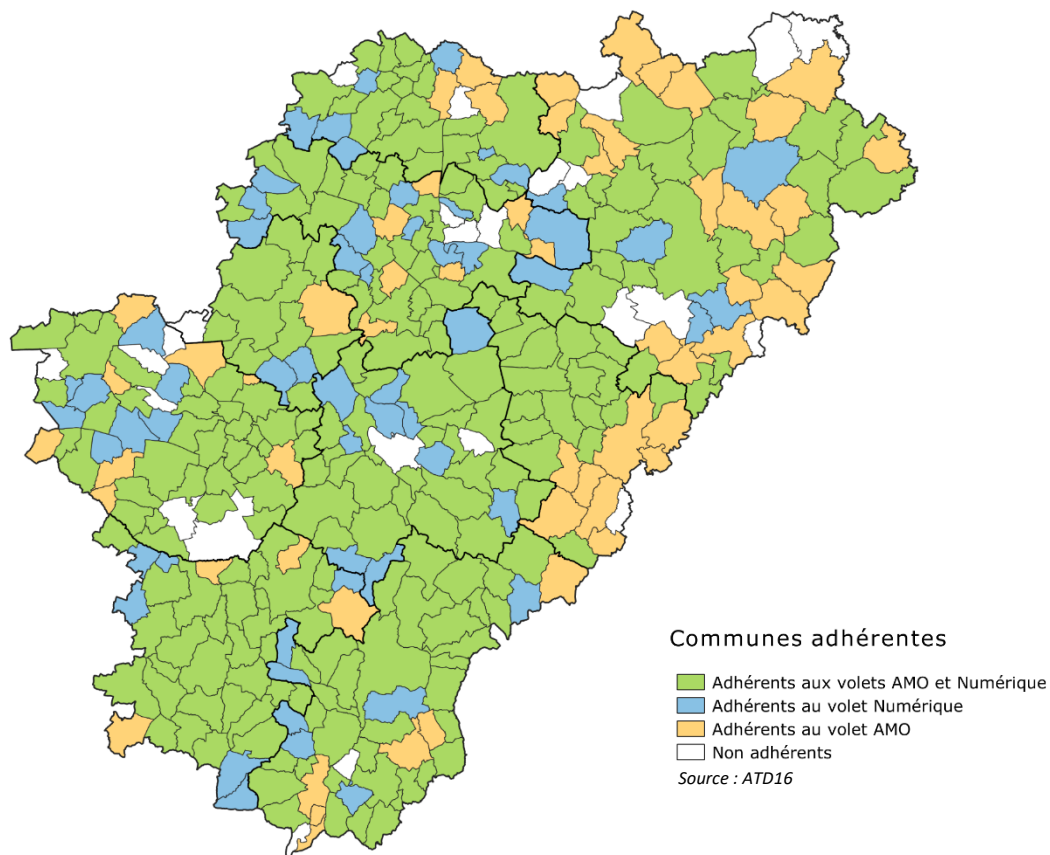 Communes adhérentes
Adhérents aux volets AMO et Numérique
Adhérents au volet Numérique
Adhérents au volet AMO
Non adhérents
Source : ATD16